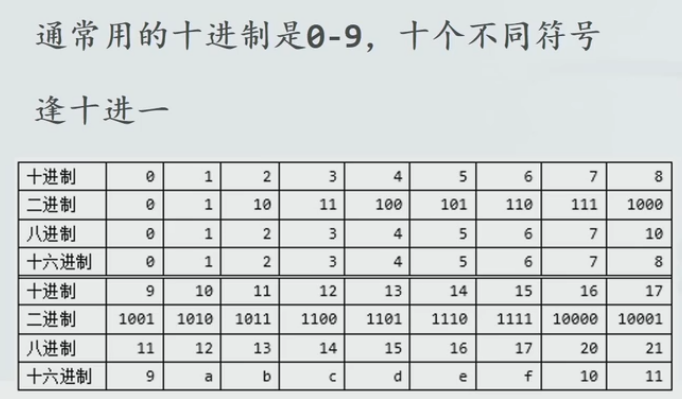 通常用的十进制是0-9，十个不同符号
逢十进一
十进制 0 1 2 3 4 5 6 7 8
二进制 0 1 10 11 100 101 110 111 1000
八进制 0 1 2 3 4 5 6 7 10
十六进制 0 1 2 3 4 5 6 7 8
十进制 9 10 11 12 13 14 15 16 17
二进制 1001 1010 1011 1100 1101 1110 1111 10000 10001
八进制 11 12 13 14 15 16 17 20 21
十六进制 9 a b c d e f 10 11